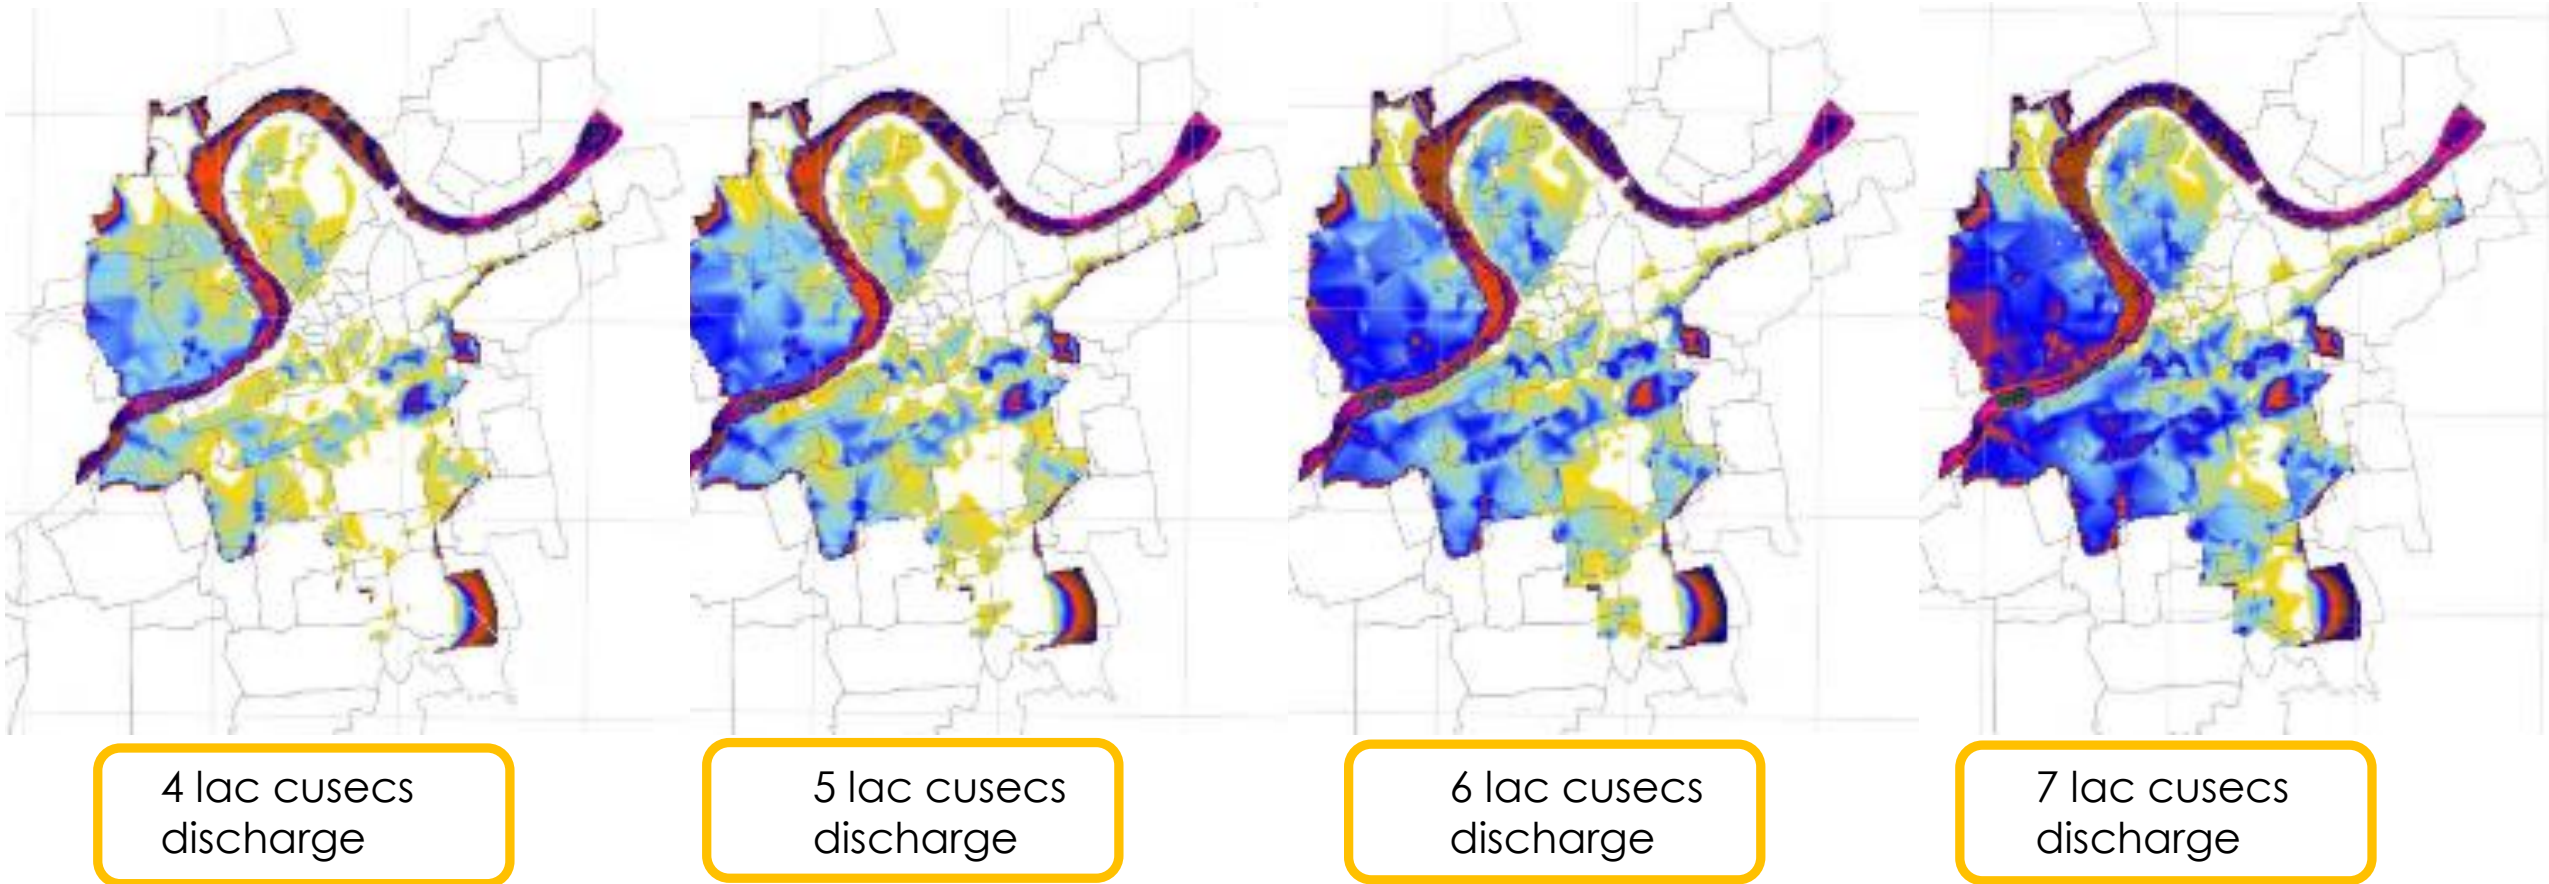 4 lac cusecs
discharge
5 lac cusecs
discharge
6 lac cusecs
discharge
7 lac cusecs
discharge